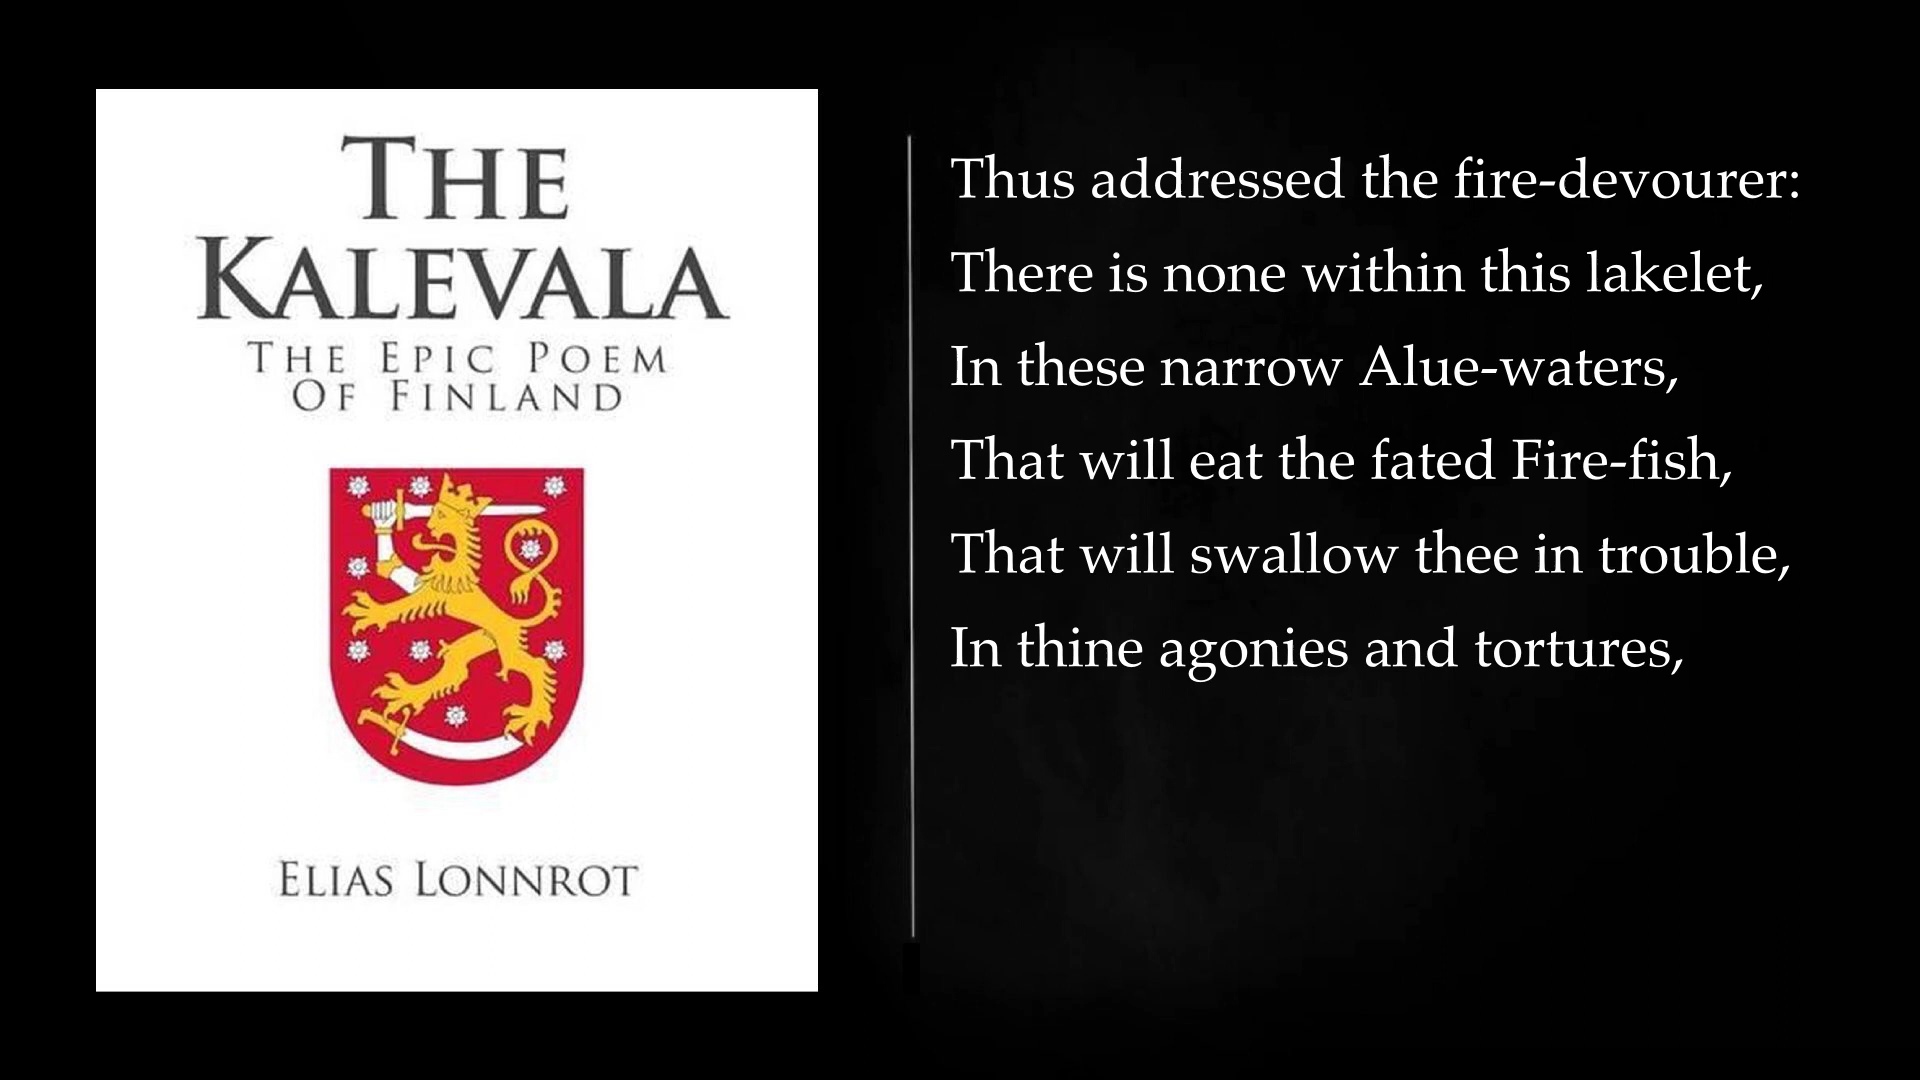 THE
KALEVALA
THE EPIC POEM
OF FINLAND
ELIAS LONNROT
Thus addressed the fire-devourer:
There is none within this lakelet,
In these narrow Alue-waters,
That will eat the fated Fire-fish,
That will swallow thee in trouble,
In thine agonies and tortures,